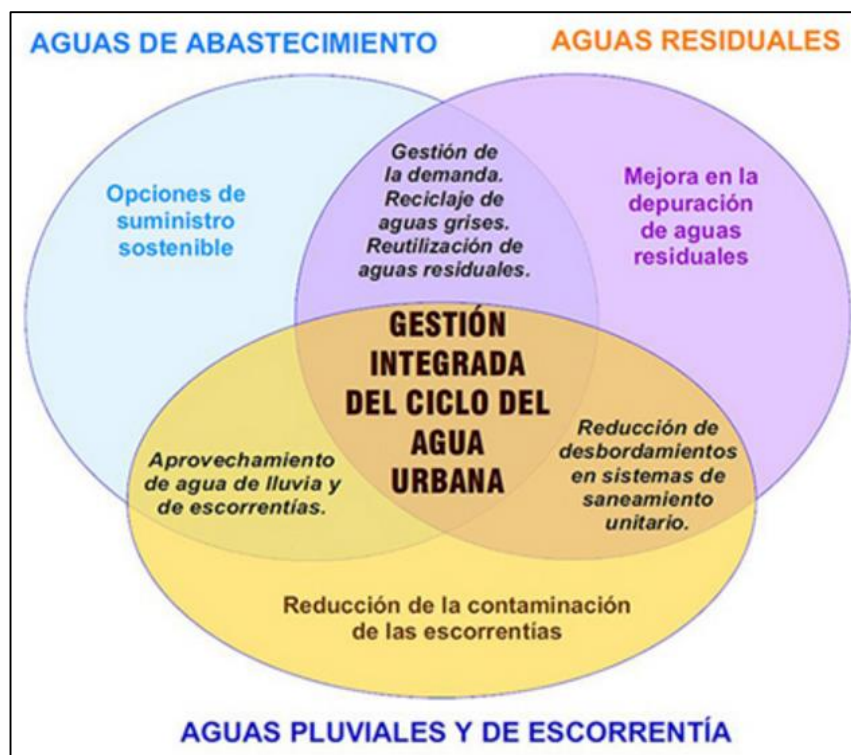 AGUAS DE ABASTECIMIENTO
AGUAS RESIDUALES
Opciones de
suministro
sostenible
Gestión de
la demanda.
Reciclaje de
aguas grises.
Reutilización de
aguas residuales.
Mejora en la
depuración
de aguas
residuales
GESTIÓN
INTEGRADA
DEL CICLO DEL
AGUA
URBANA
Aprovechamiento
de agua de lluvia y
de escorrentías.
Reducción de
desbordamientos
en sistemas de
saneamiento
unitario.
Reducción de la contaminación
de las escorrentías
AGUAS PLUVIALES Y DE ESCORRENTÍA